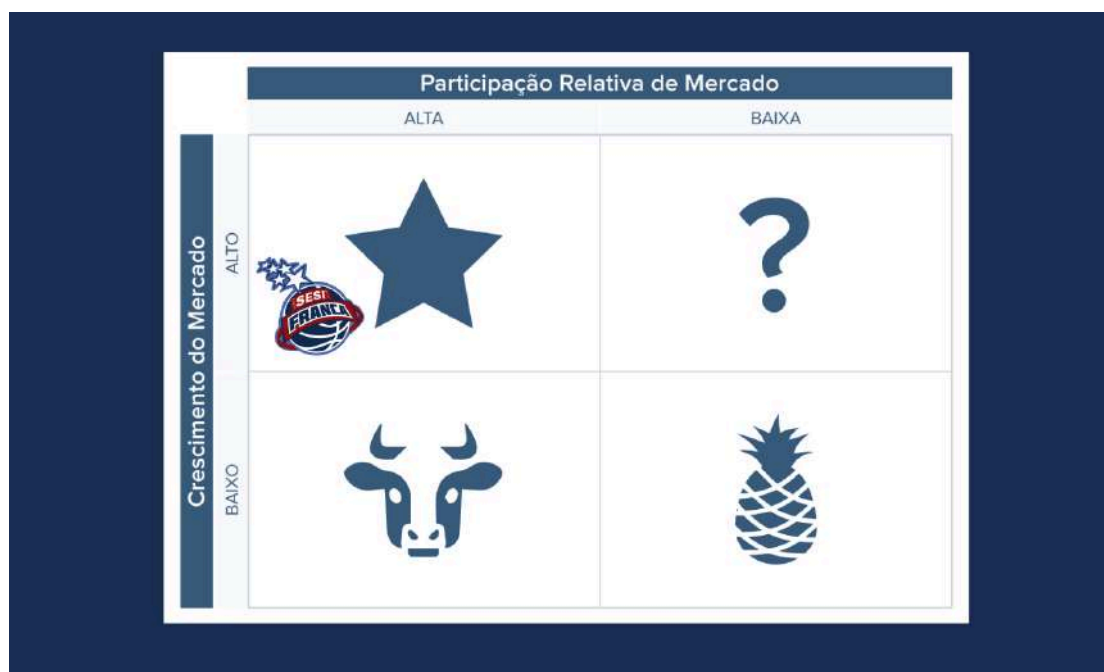 Participação Relativa de Mercado
ALTA
BAIXA
Crescimento do Mercado
ALTO
SESI
FRANCA
?
BAIXO